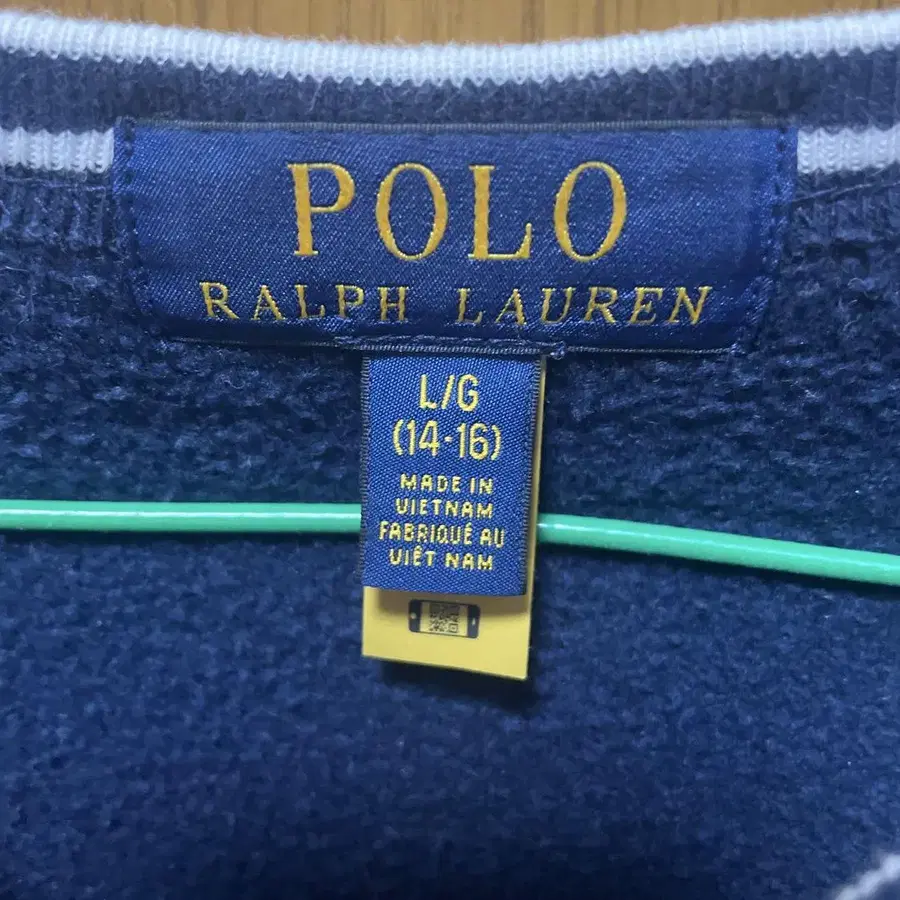 POLO
RALPH LAUREN
L/G
(14-16)
MADE IN
VIETNAM
FABRIQUÉ AU
VIÊT NAM